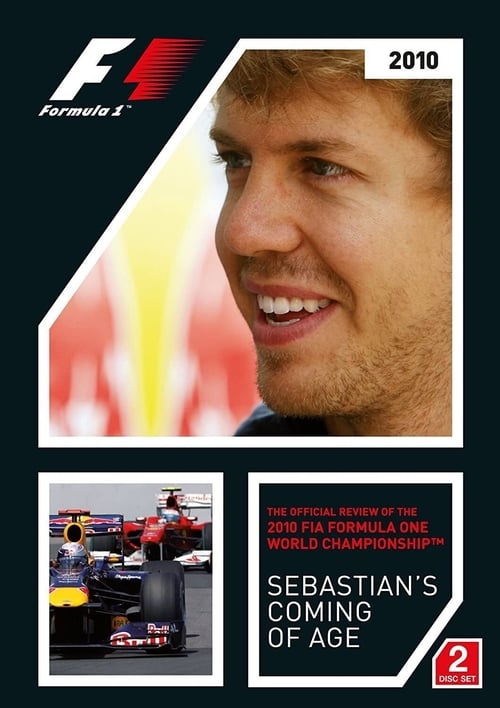 F1
Formula 1™
2010
THE OFFICIAL REVIEW OF THE
2010 FIA FORMULA ONE
WORLD CHAMPIONSHIP™
SEBASTIAN'S
COMING
OF AGE
2
DISC SET